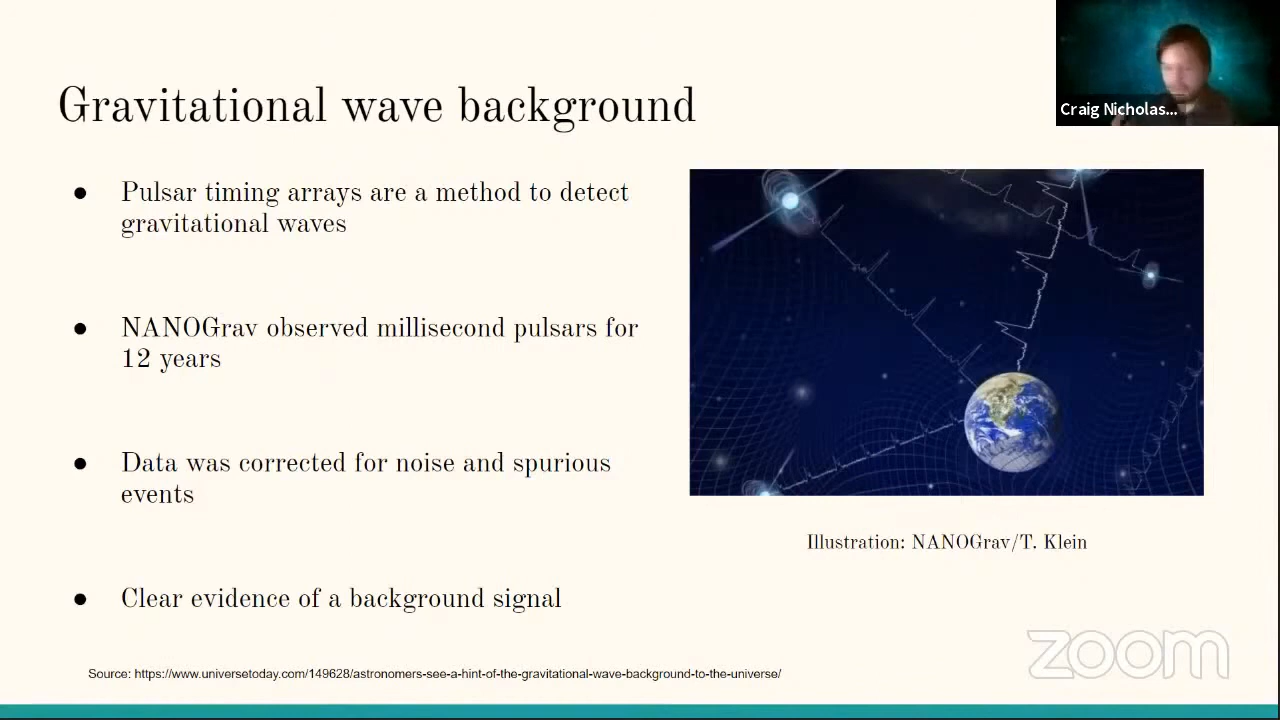 Gravitational wave background
Craig Nicholas...
● Pulsar timing arrays are a method to detect
gravitational waves
● NANOGrav observed millisecond pulsars for
12 years
● Data was corrected for noise and spurious
events
● Clear evidence of a background signal
Illustration: NANOGrav/T. Klein
Source: https://www.universetoday.com/149628/astronomers-see-a-hint-of-the-gravitational-wave-background-to-the-universe/
zoom